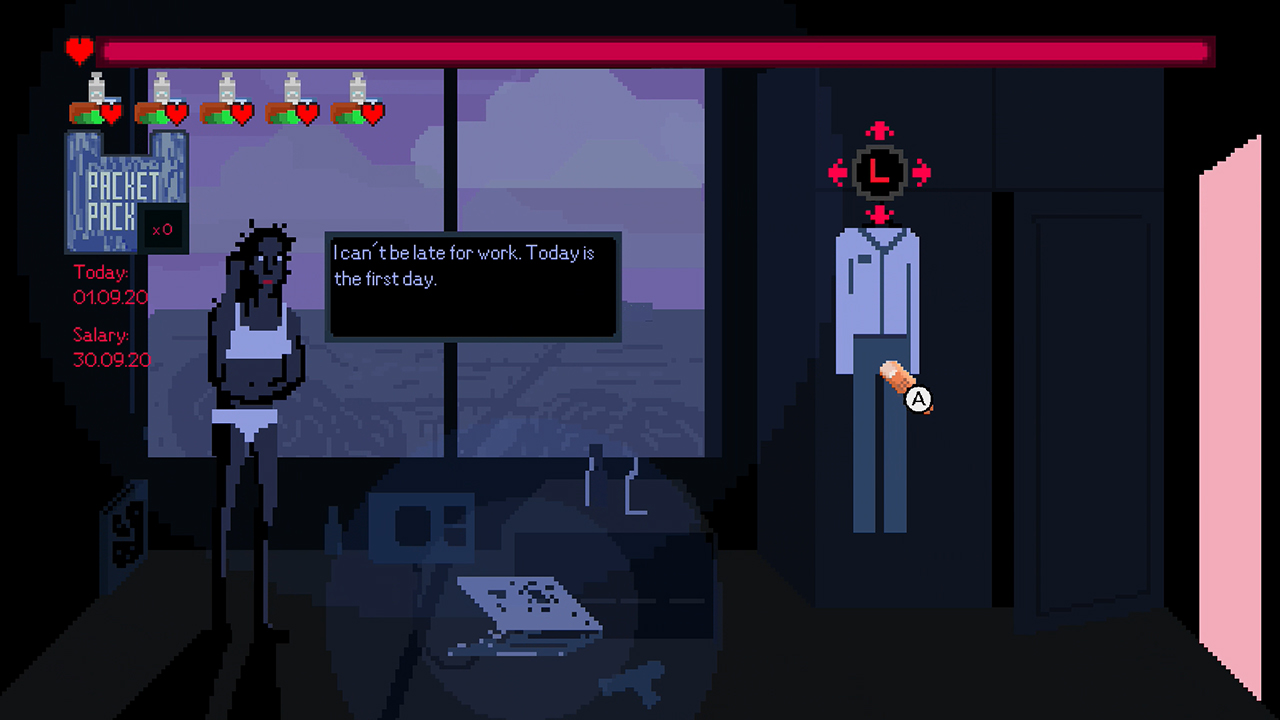 PACKET
PACK
x0
Today:
01.09.20
Salary:
30.09.20
I can´t be late for work. Today is
the first day.
L
A